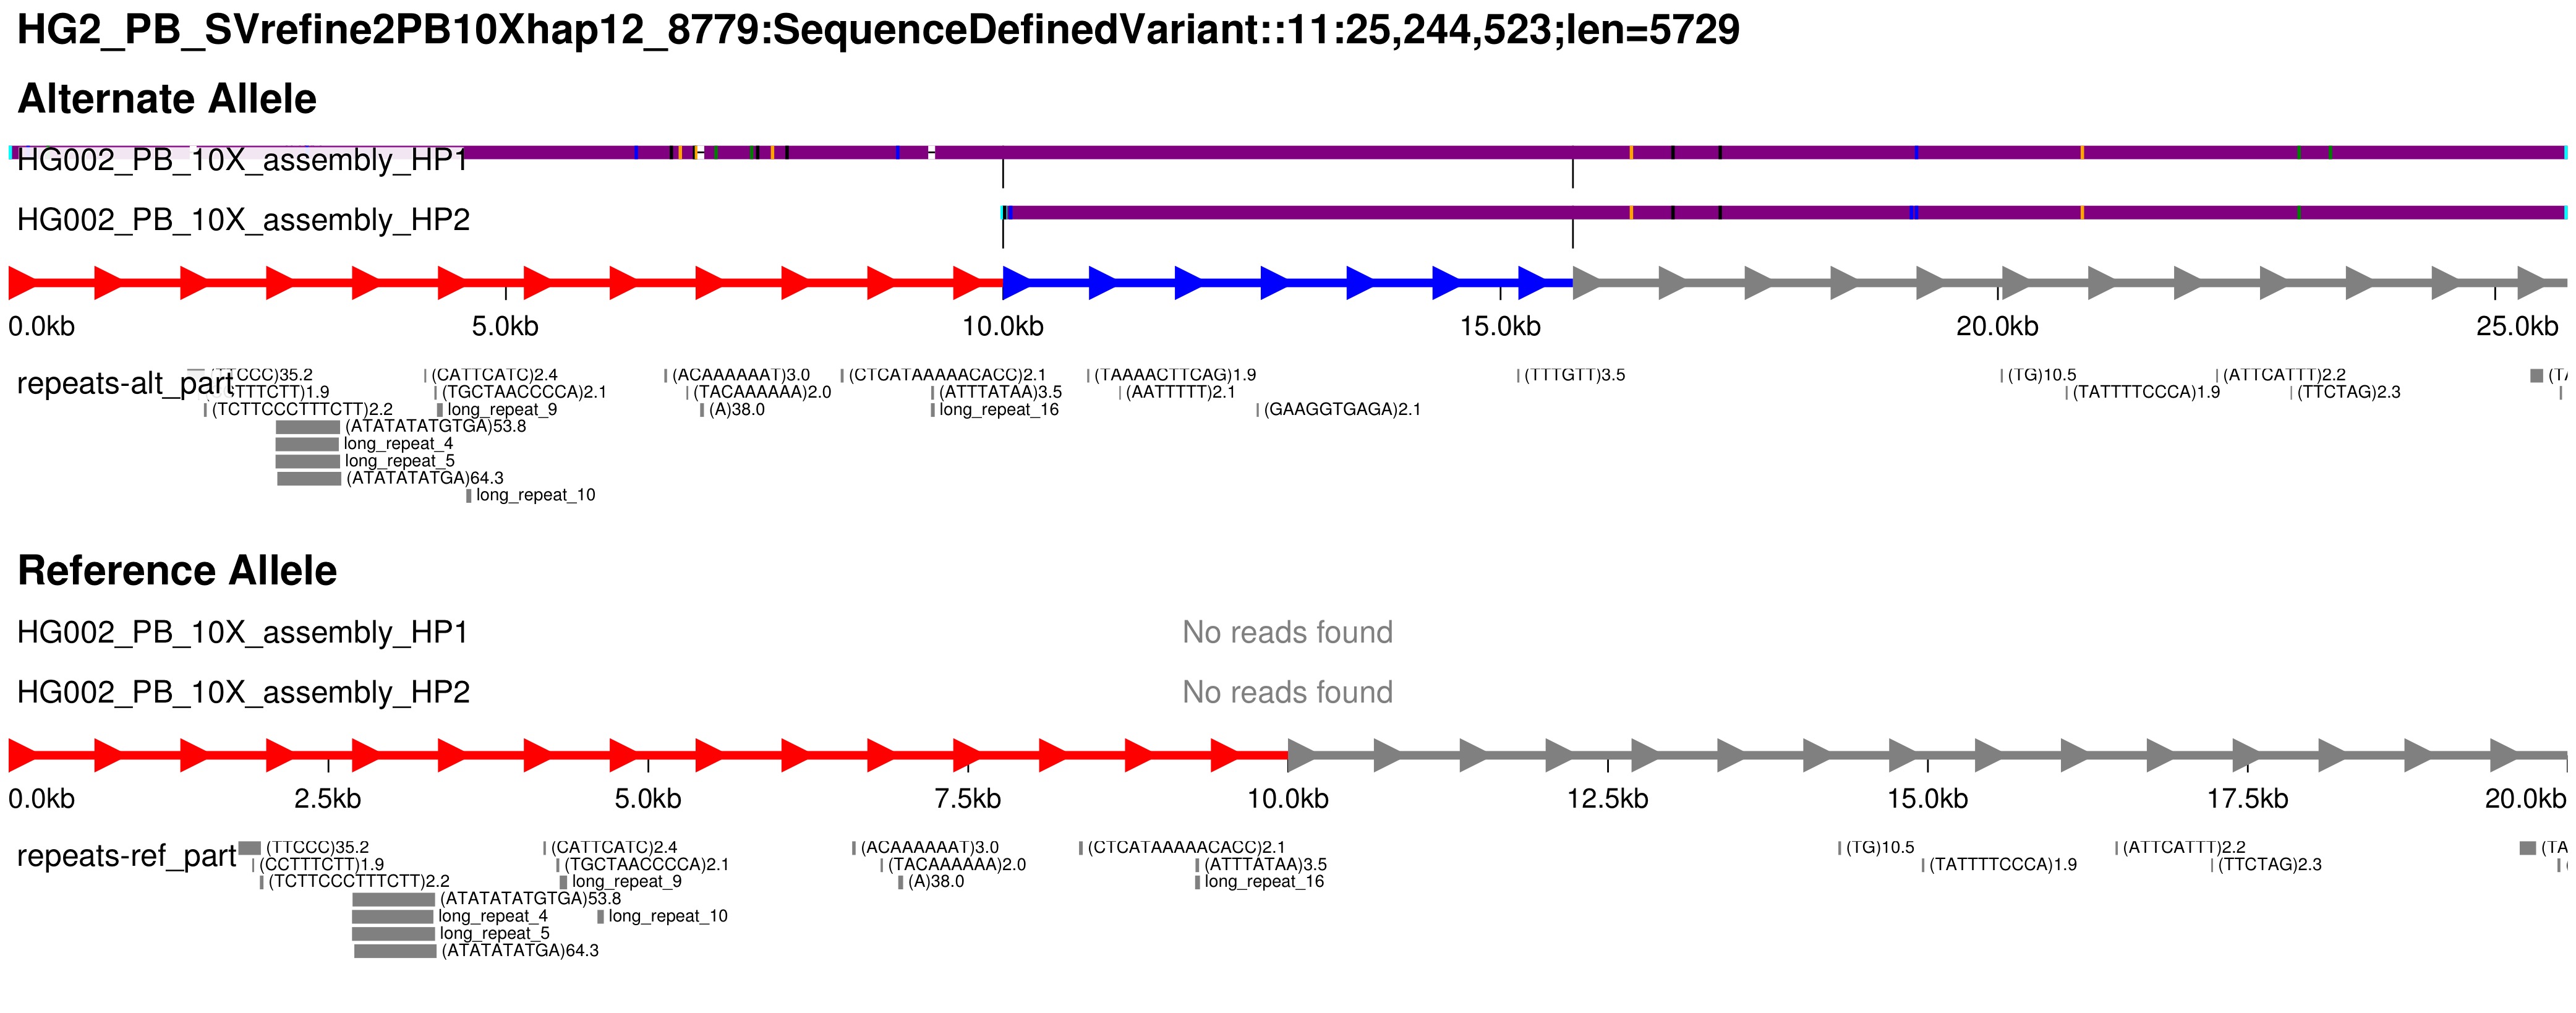 HG2_PB_SVrefine2PB10Xhap12_8779:SequenceDefinedVariant::11:25,244,523;len=5729
Alternate Allele
HG002_PB_10X_assembly_HP1
HG002_PB_10X_assembly_HP2
0.0kb 5.0kb 10.0kb 15.0kb 20.0kb 25.0kb
repeats-alt_part
CCC)35.2 (CATTCATC)2.4 (ACAAAAAAT)3.0 (CTCATAAAAACACC)2.1 (TAAAACTTCAG)1.9 (TTTGTT)3.5 (TG)10.5 (ATTCATTT)2.2
TTTCTT)1.9 (TGCTAACCCCA)2.1 (TACAAAAAA)2.0 (ATTTATAA)3.5 (AATTTTT)2.1 (TATTTTCCCA)1.9 (TTCTAG)2.3
(TCTTCCCTTTCTT)2.2 long_repeat_9 (A)38.0 long_repeat_16 (GAAGGTGAGA)2.1
(ATATATATGTGA)53.8
long_repeat_4
long_repeat_5
(ATATATATGA)64.3
long_repeat_10
Reference Allele
HG002_PB_10X_assembly_HP1 No reads found
HG002_PB_10X_assembly_HP2 No reads found
0.0kb 2.5kb 5.0kb 7.5kb 10.0kb 12.5kb 15.0kb 17.5kb 20.0kb
repeats-ref_part
(TTCCC)35.2 (CATTCATC)2.4 (ACAAAAAAT)3.0 (CTCATAAAAACACC)2.1 (TG)10.5 (ATTCATTT)2.2 (TA
(CCTTTCTT)1.9 (TGCTAACCCCA)2.1 (TACAAAAAA)2.0 (ATTTATAA)3.5 (TATTTTCCCA)1.9 (TTCTAG)2.3
(TCTTCCCTTTCTT)2.2 long_repeat_9 (A)38.0 long_repeat_16
(ATATATATGTGA)53.8
long_repeat_4 long_repeat_10
long_repeat_5
(ATATATATGA)64.3